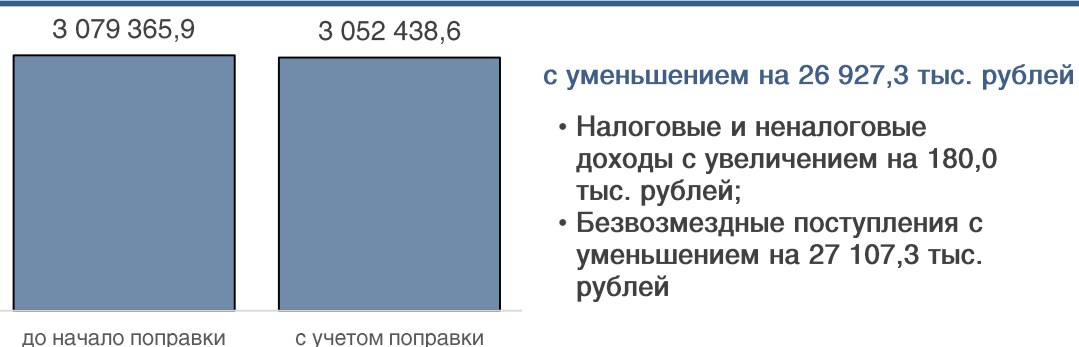 3 079 365,9
3 052 438,6
до начало поправки
с учетом поправки
с уменьшением на 26 927,3 тыс. рублей
• Налоговые и неналоговые
доходы с увеличением на 180,0
тыс. рублей;
• Безвозмездные поступления с
уменьшением на 27 107,3 тыс.
рублей